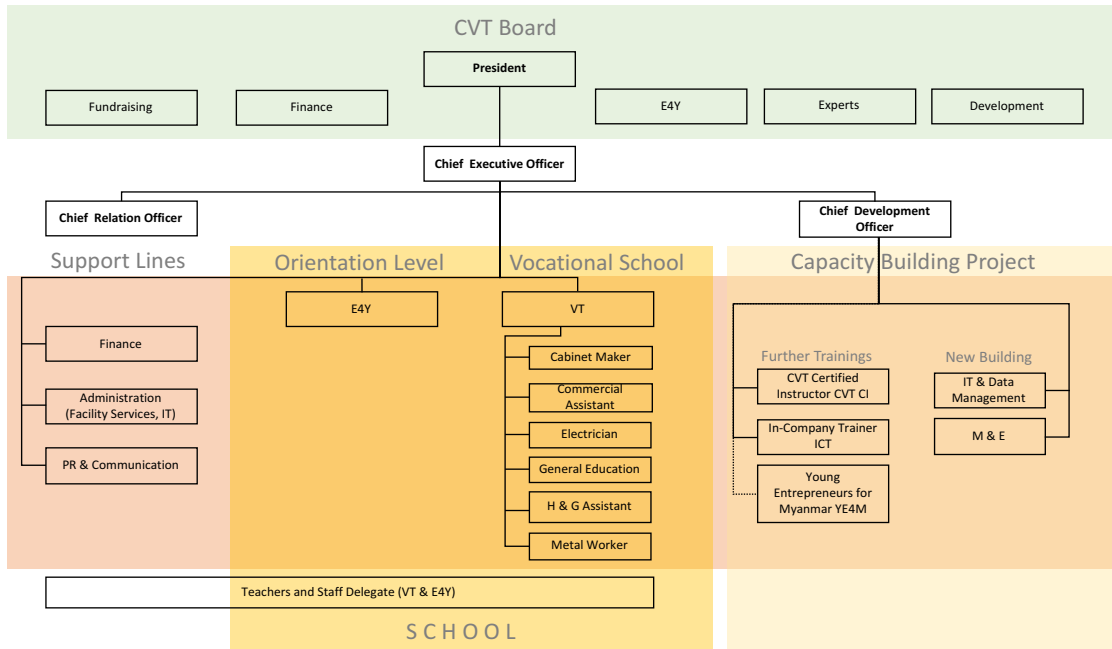 CVT Board
President
Fundraising
Finance
E4Y
Experts
Development
Chief Executive Officer
Chief Relation Officer
Chief Development
Officer
Support Lines
Orientation Level
Vocational School
Capacity Building Project
E4Y
VT
Finance
Administration
(Facility Services, IT)
PR & Communication
Cabinet Maker
Commercial
Assistant
Electrician
General Education
H & G Assistant
Metal Worker
Further Trainings
CVT Certified
Instructor CVT CI
In-Company Trainer
ICT
Young
Entrepreneurs for
Myanmar YE4M
New Building
IT & Data
Management
M & E
Teachers and Staff Delegate (VT & E4Y)
S C H O O L